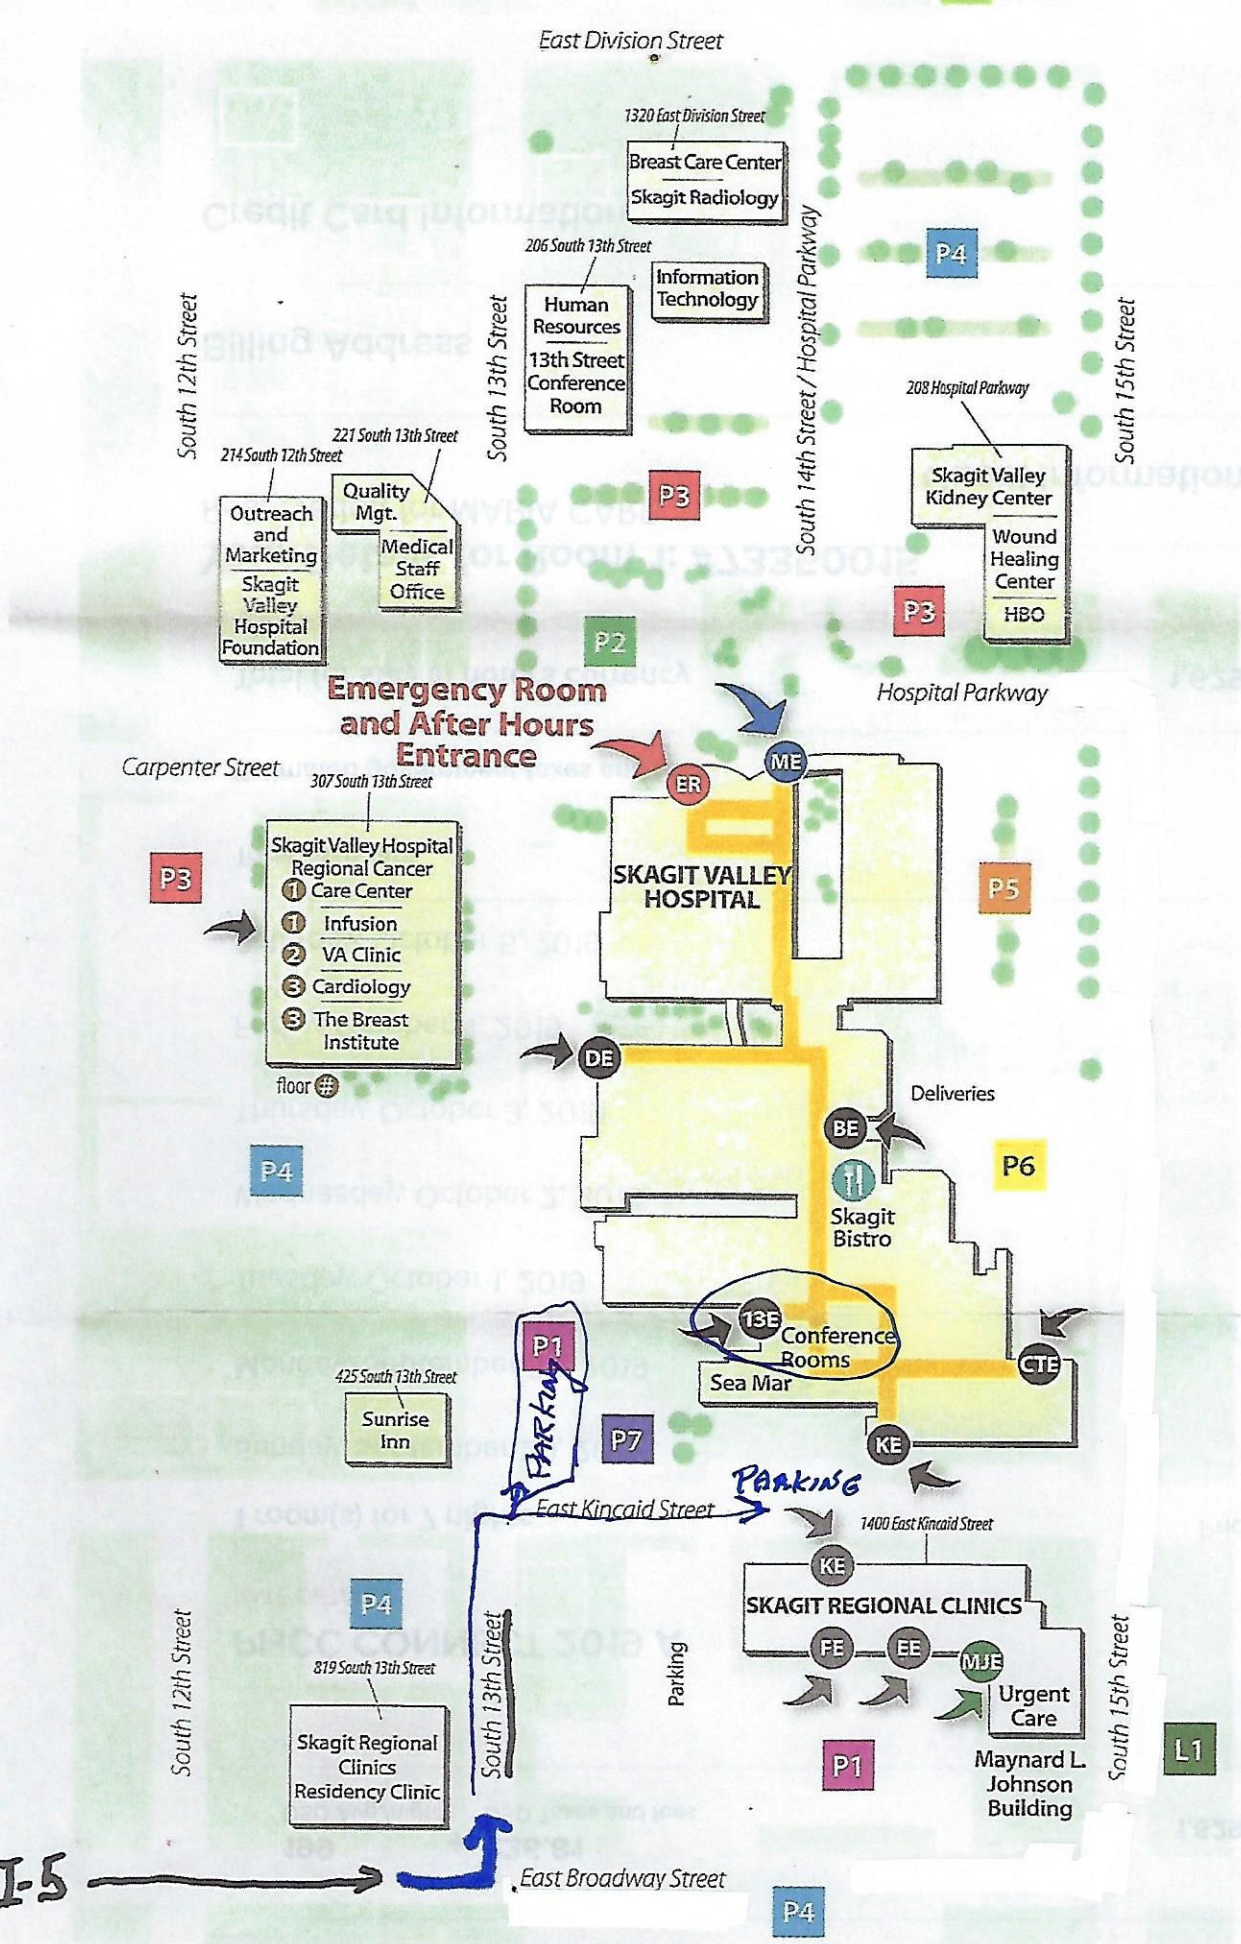 East Division Street
1320 East Division Street
Breast Care Center
Skagit Radiology
206 South 13th Street
Human
Resources
13th Street
Conference
Room
Information
Technology
P4
South 12th Street
South 13th Street
South 14th Street / Hospital Parkway
South 15th Street
208 Hospital Parkway
Skagit Valley
Kidney Center
Wound
Healing
Center
HBO
221 South 13th Street
Quality
Mgt.
Medical
Staff
Office
214 South 12th Street
Outreach
and
Marketing
Skagit
Valley
Hospital
Foundation
P3
P3
P2
Hospital Parkway
Emergency Room
and After Hours
Entrance
ER
ME
Carpenter Street
307 South 13th Street
Skagit Valley Hospital
Regional Cancer
1 Care Center
1 Infusion
2 VA Clinic
3 Cardiology
3 The Breast
Institute
floor #
P3
SKAGIT VALLEY
HOSPITAL
P5
DE
Deliveries
BE
P6
P4
Skagit
Bistro
13E
Conference
Rooms
CTE
Sea Mar
P1
PARKING
425 South 13th Street
Sunrise
Inn
P7
KE
PARKING
East Kincaid Street
1400 East Kincaid Street
KE
SKAGIT REGIONAL CLINICS
FE
EE
MJE
Urgent
Care
Maynard L.
Johnson
Building
P4
South 12th Street
819 South 13th Street
Skagit Regional
Clinics
Residency Clinic
South 13th Street
Parking
P1
South 15th Street
L1
I-5
East Broadway Street
P4